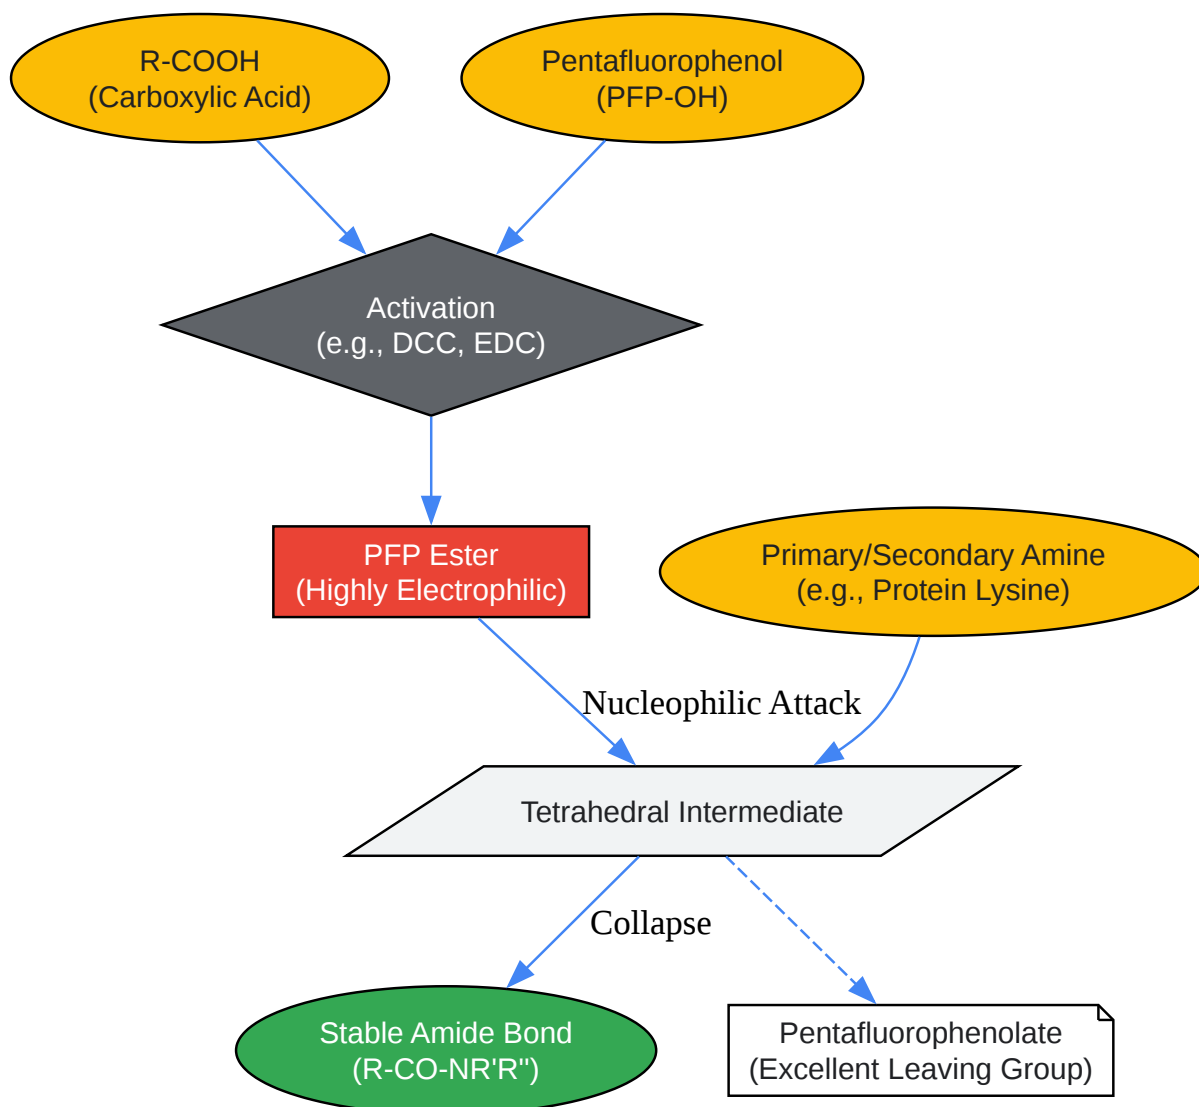 R-COOH
(Carboxylic Acid)
Pentafluorophenol
(PFP-OH)
Activation
(e.g., DCC, EDC)
PFP Ester
(Highly Electrophilic)
Primary/Secondary Amine
(e.g., Protein Lysine)
Nucleophilic Attack
Tetrahedral Intermediate
Collapse
Stable Amide Bond
(R-CO-NR'R")
Pentafluorophenolate
(Excellent Leaving Group)